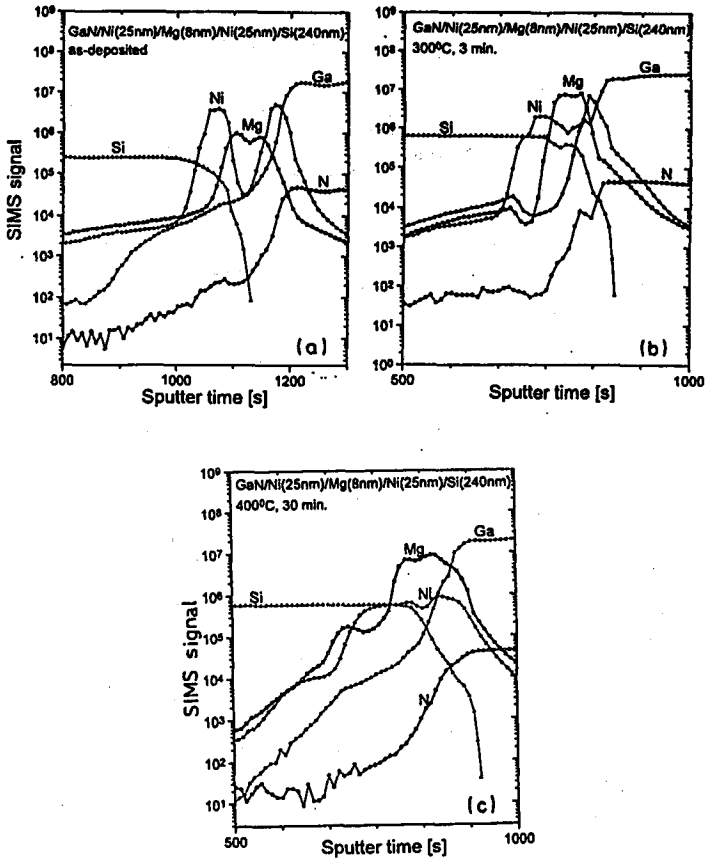 GaN/Ni(25nm)/Mg(8nm)/Ni(25nm)/Si(240nm)
as-deposited
10⁹
10⁸
10⁷
10⁶
10⁵
10⁴
10³
10²
10¹
SIMS signal
Si
Ni
Mg
Ga
N
(a)
800
1000
1200
Sputter time [s]
GaN/Ni(25nm)/Mg(8nm)/Ni(25nm)/Si(240nm)
300⁰C, 3 min.
10⁹
10⁸
10⁷
10⁶
10⁵
10⁴
10³
10²
10¹
10⁰
Si
Ni
Mg
Ga
N
(b)
500
1000
Sputter time [s]
GaN/Ni(25nm)/Mg(8nm)/Ni(25nm)/Si(240nm)
400⁰C, 30 min.
10⁹
10⁸
10⁷
10⁶
10⁵
10⁴
10³
10²
10¹
SIMS signal
Si
Mg
Ni
Ga
N
(c)
500
1000
Sputter time [s]